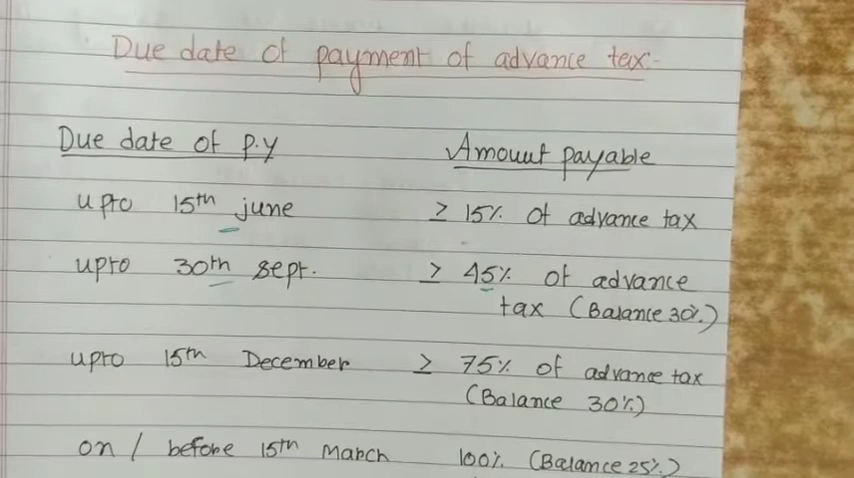 Due date of payment of advance tax-
Due date of P.Y Amount payable
upto 15th june ≥ 15% of advance tax
upto 30th sept. ≥ 45% of advance
tax (Balance 30%)
upto 15th December ≥ 75% of advance tax
(Balance 30%)
on / before 15th March 100% (Balance 25%)